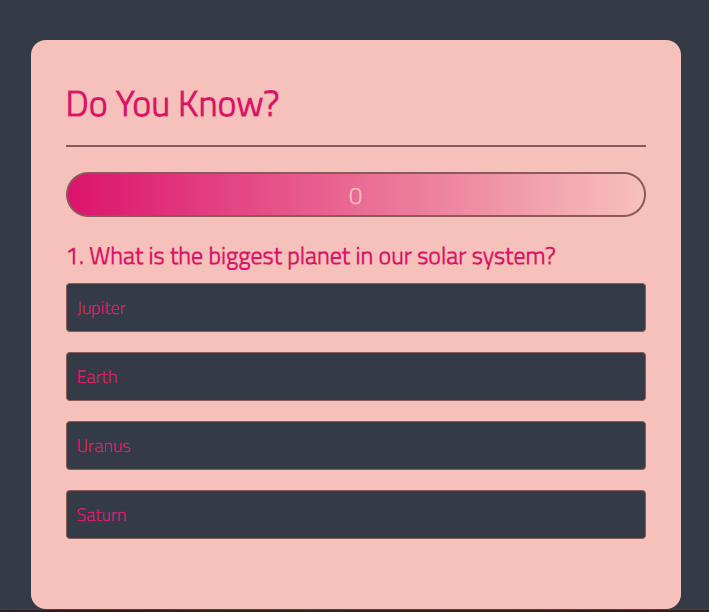 Do You Know?
0
1. What is the biggest planet in our solar system?
Jupiter
Earth
Uranus
Saturn